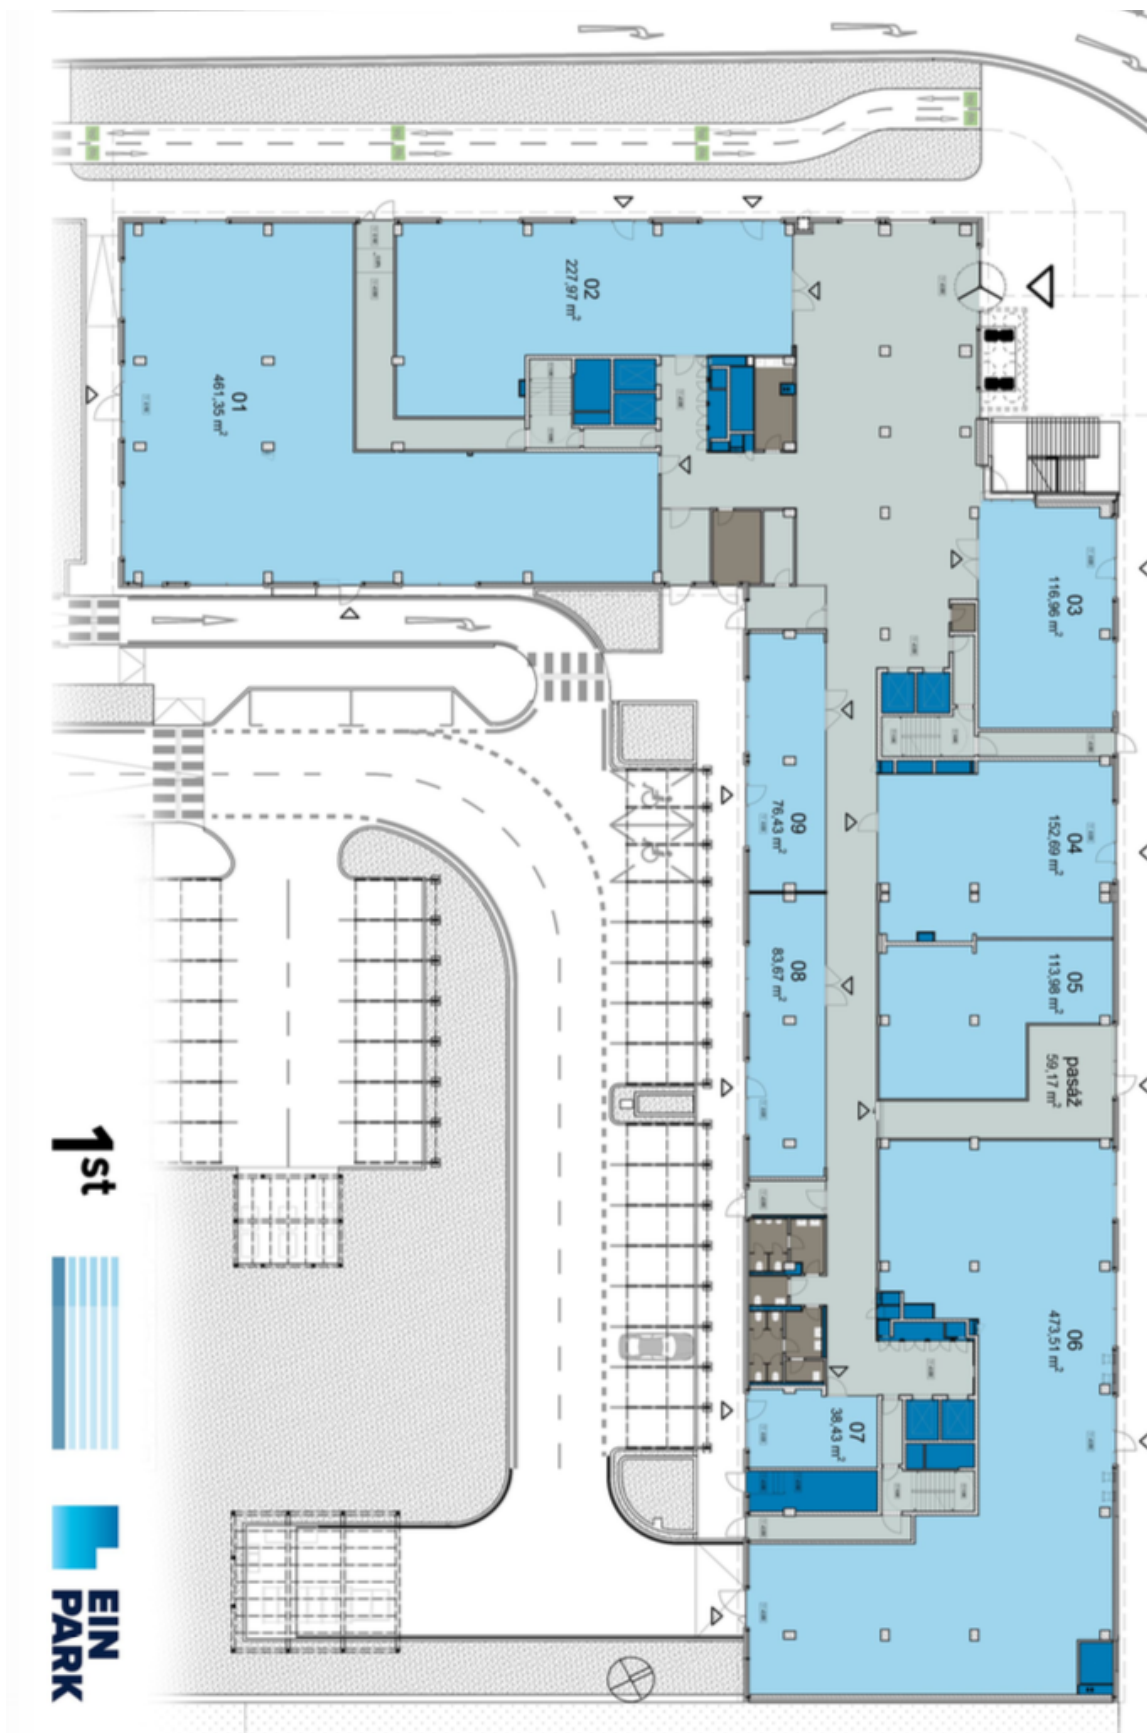 01
461,35 m²
02
227,97 m²
03
116,96 m²
04
152,69 m²
05
113,98 m²
pasáž
59,17 m²
06
473,51 m²
07
38,43 m²
08
83,67 m²
09
76,43 m²
1st
EIN
PARK